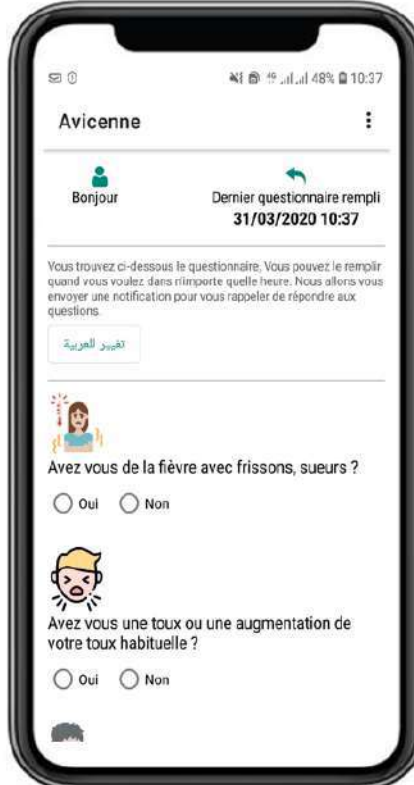 48% 10:37
Avicenne
Bonjour
Dernier questionnaire rempli
31/03/2020 10:37
Vous trouvez ci-dessous le questionnaire, Vous pouvez le remplir
quand vous voulez dans n'importe quelle heure. Nous allons vous
envoyer une notification pour vous rappeler de répondre aux
questions.
تغيير للعربية
Avez vous de la fièvre avec frissons, sueurs ?
Oui Non
Avez vous une toux ou une augmentation de
votre toux habituelle ?
Oui Non